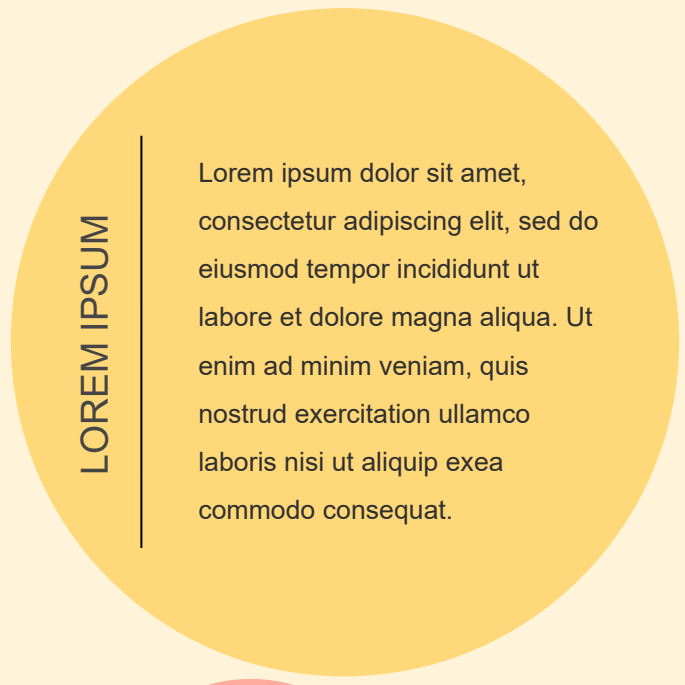 LOREM IPSUM
Lorem ipsum dolor sit amet,
consectetur adipiscing elit, sed do
eiusmod tempor incididunt ut
labore et dolore magna aliqua. Ut
enim ad minim veniam, quis
nostrud exercitation ullamco
laboris nisi ut aliquip exea
commodo consequat.